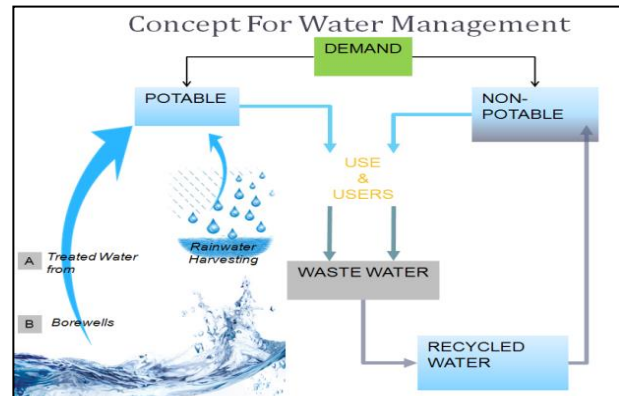 Concept For Water Management
DEMAND
POTABLE
NON-
POTABLE
USE
&
USERS
Rainwater
Harvesting
A Treated Water
from
WASTE WATER
B Borewells
RECYCLED
WATER